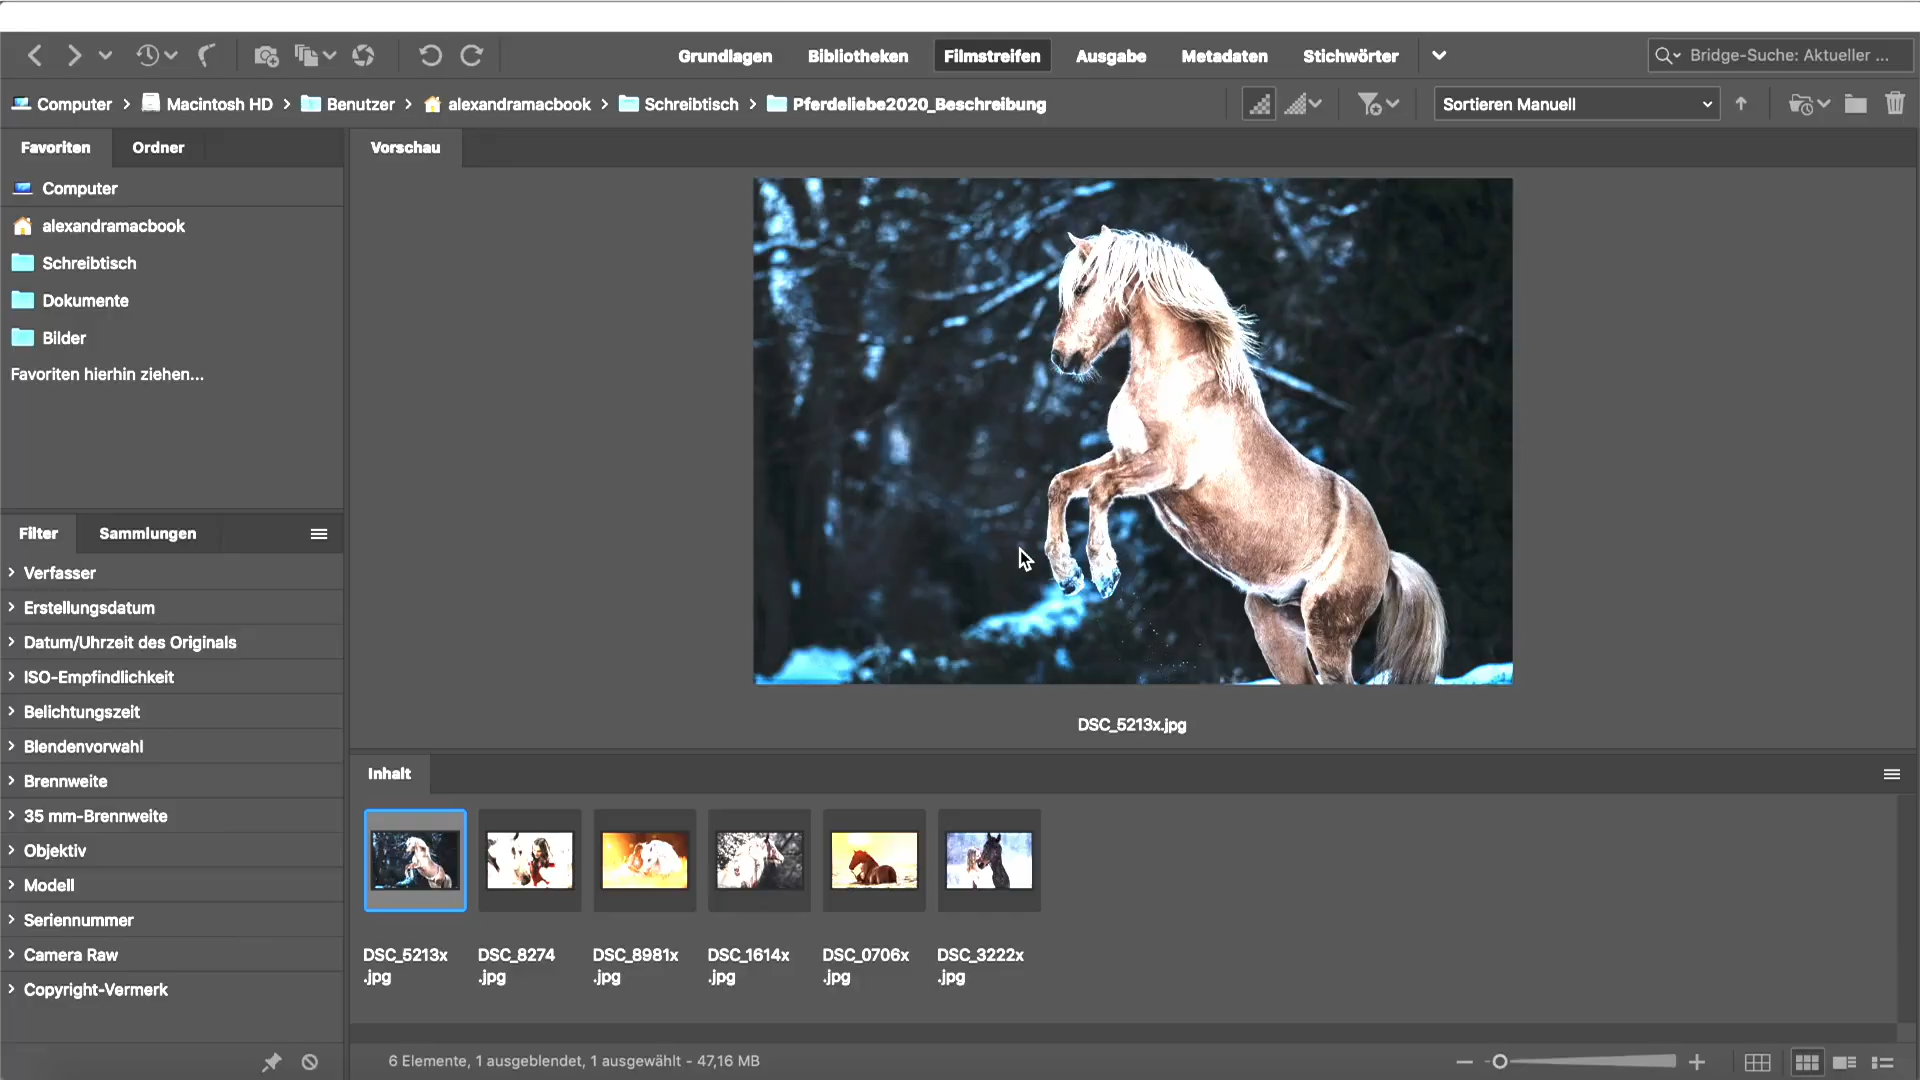 Grundlagen Bibliotheken Filmstreifen Ausgabe Metadaten Stichwörter Bridge-Suche: Aktueller ...
Computer Macintosh HD Benutzer alexandramacbook Schreibtisch Pferdeliebe2020_Beschreibung Sortieren Manuell
Favoriten Ordner
Computer
alexandramacbook
Schreibtisch
Dokumente
Bilder
Favoriten hierhin ziehen...
Filter Sammlungen
Verfasser
Erstellungsdatum
Datum/Uhrzeit des Originals
ISO-Empfindlichkeit
Belichtungszeit
Blendenvorwahl
Brennweite
35 mm-Brennweite
Objektiv
Modell
Seriennummer
Camera Raw
Copyright-Vermerk
Vorschau
DSC_5213x.jpg
Inhalt
DSC_5213x
.jpg
DSC_8274
.jpg
DSC_8981x
.jpg
DSC_1614x
.jpg
DSC_0706x
.jpg
DSC_3222x
.jpg
6 Elemente, 1 ausgeblendet, 1 ausgewählt - 47,16 MB